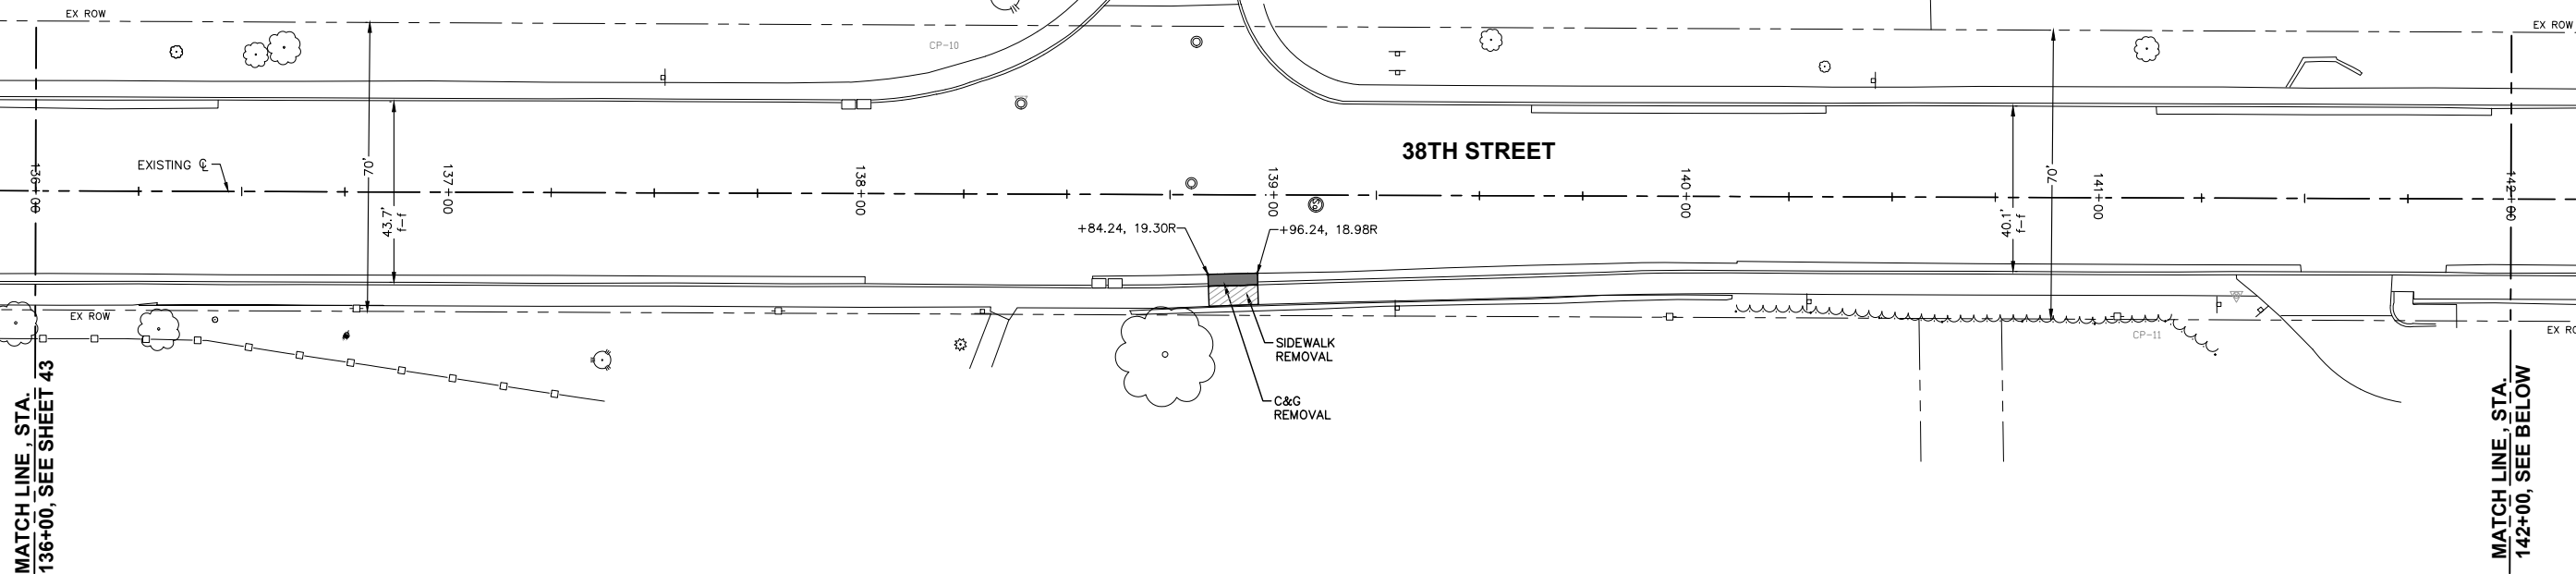 EX ROW
EX ROW
CP-10
38TH STREET
EXISTING ℄
136+00
137+00
138+00
139+00
140+00
141+00
142+00
70'
43.7'
f-f
70'
40.1'
f-f
+84.24, 19.30R
+96.24, 18.98R
EX ROW
CP-11
SIDEWALK
REMOVAL
C&G
REMOVAL
MATCH LINE, STA.
136+00, SEE SHEET 43
MATCH LINE, STA.
142+00, SEE BELOW